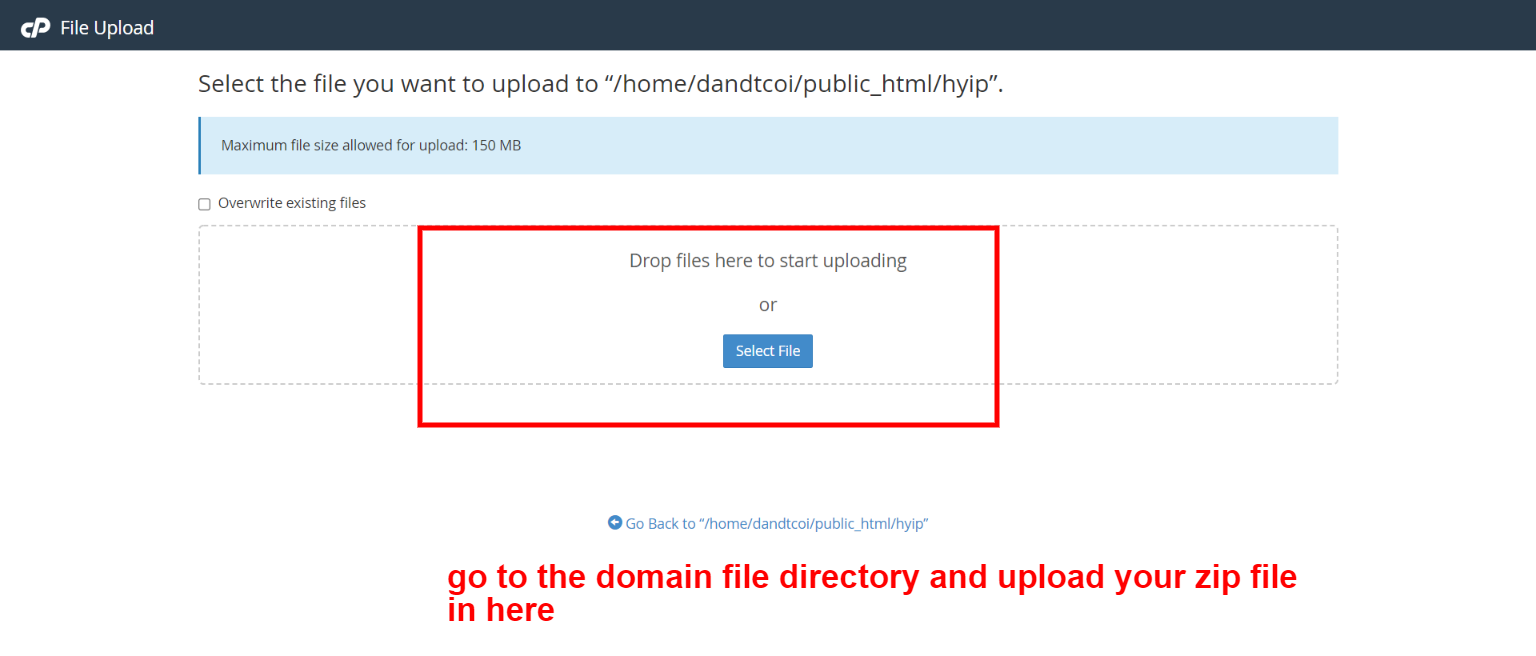 cP File Upload
Select the file you want to upload to “/home/dandtcoi/public_html/hyip”.
Maximum file size allowed for upload: 150 MB
Overwrite existing files
Drop files here to start uploading
or
Select File
Go Back to “/home/dandtcoi/public_html/hyip”
go to the domain file directory and upload your zip file
in here